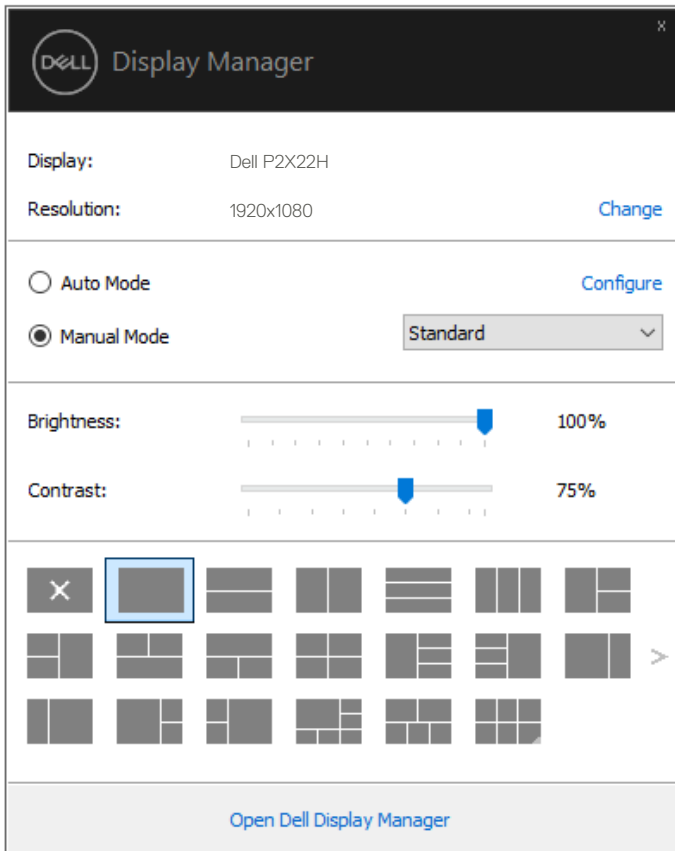 x
DELL Display Manager
Display: Dell P2X22H
Resolution: 1920x1080 Change
Auto Mode Configure
Manual Mode Standard
Brightness: 100%
Contrast: 75%
Open Dell Display Manager